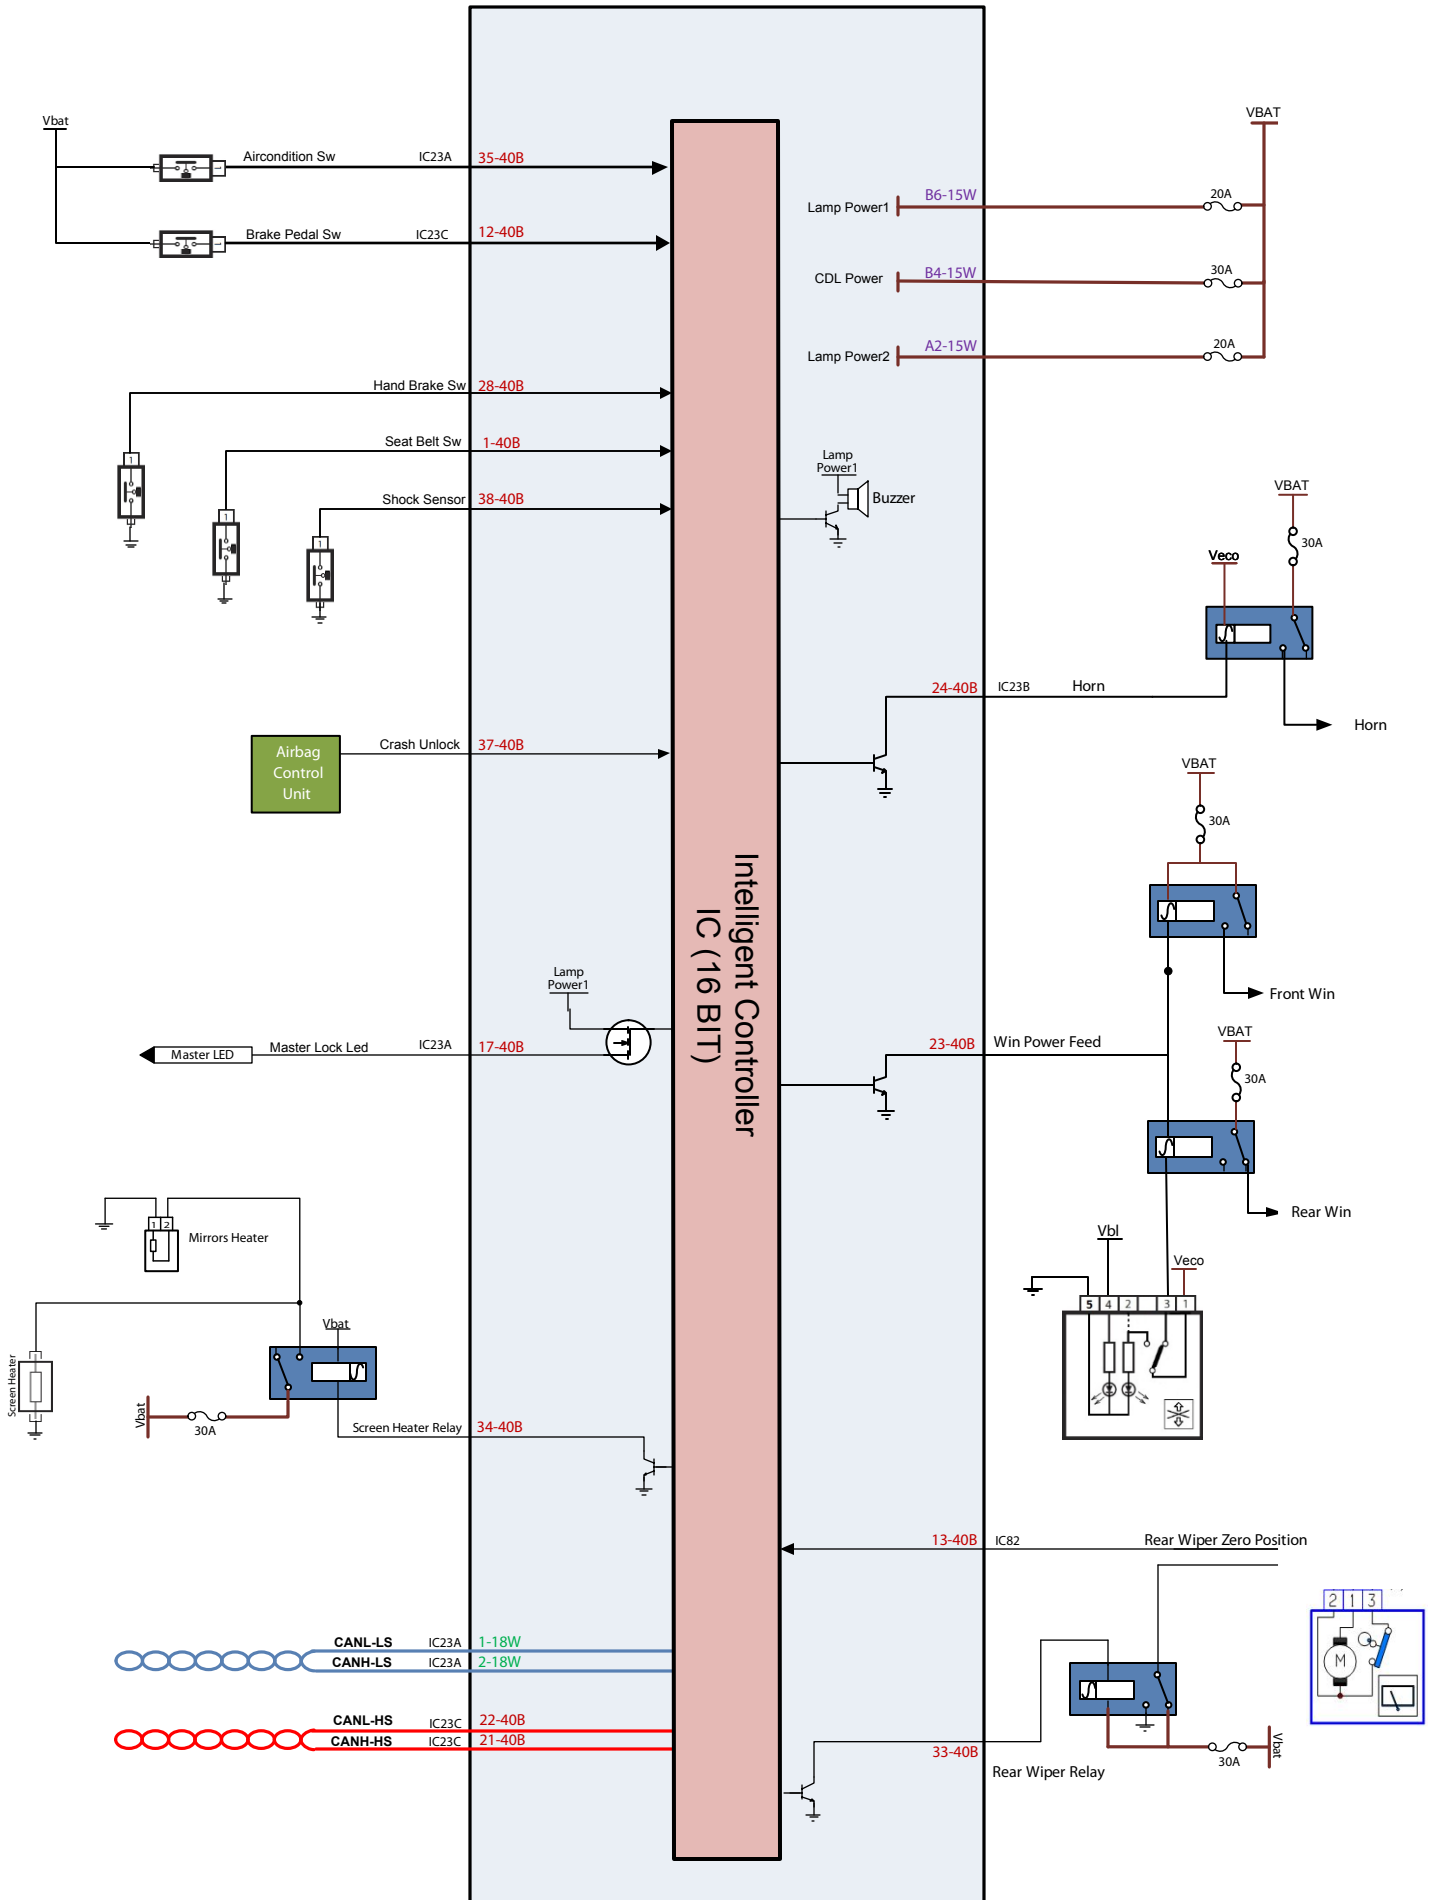 Vbat
Aircondition Sw IC23A 35-40B
Brake Pedal Sw IC23C 12-40B
VBAT
Lamp Power1 B6-15W 20A
CDL Power B4-15W 30A
Lamp Power2 A2-15W 20A
Hand Brake Sw 28-40B
1
Seat Belt Sw 1-40B
1
Shock Sensor 38-40B
1
Lamp
Power1
Buzzer
VBAT
30A
Veco
24-40B IC23B Horn
Horn
Airbag
Control
Unit
Crash Unlock 37-40B
VBAT
30A
Intelligent Controller
IC (16 BIT)
Front Win
Lamp
Power1
Master LED Master Lock Led IC23A 17-40B
23-40B Win Power Feed
VBAT
30A
Rear Win
1 2
Mirrors Heater
Vbl
Veco
5 4 2 3 1
Screen Heater
Vbat
Vbat
30A
Screen Heater Relay 34-40B
13-40B IC82 Rear Wiper Zero Position
2 1 3
M
CANL-LS IC23A 1-18W
CANH-LS IC23A 2-18W
CANL-HS IC23C 22-40B
CANH-HS IC23C 21-40B
33-40B
Rear Wiper Relay
30A
Vbat